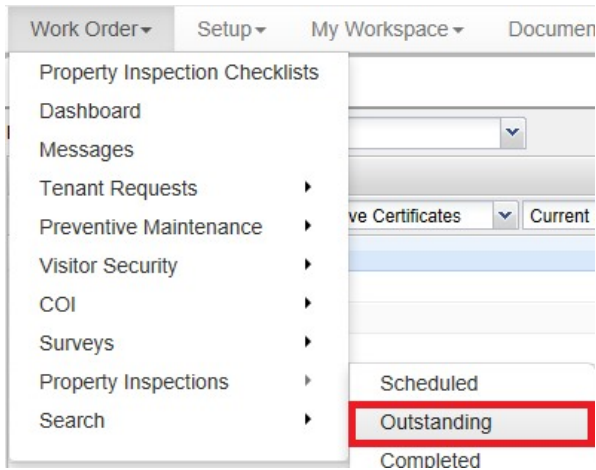 Work Order Setup My Workspace Documen
Property Inspection Checklists
Dashboard
Messages
Tenant Requests
Preventive Maintenance
ve Certificates Current
Visitor Security
COI
Surveys
Property Inspections
Scheduled
Search
Outstanding
Completed